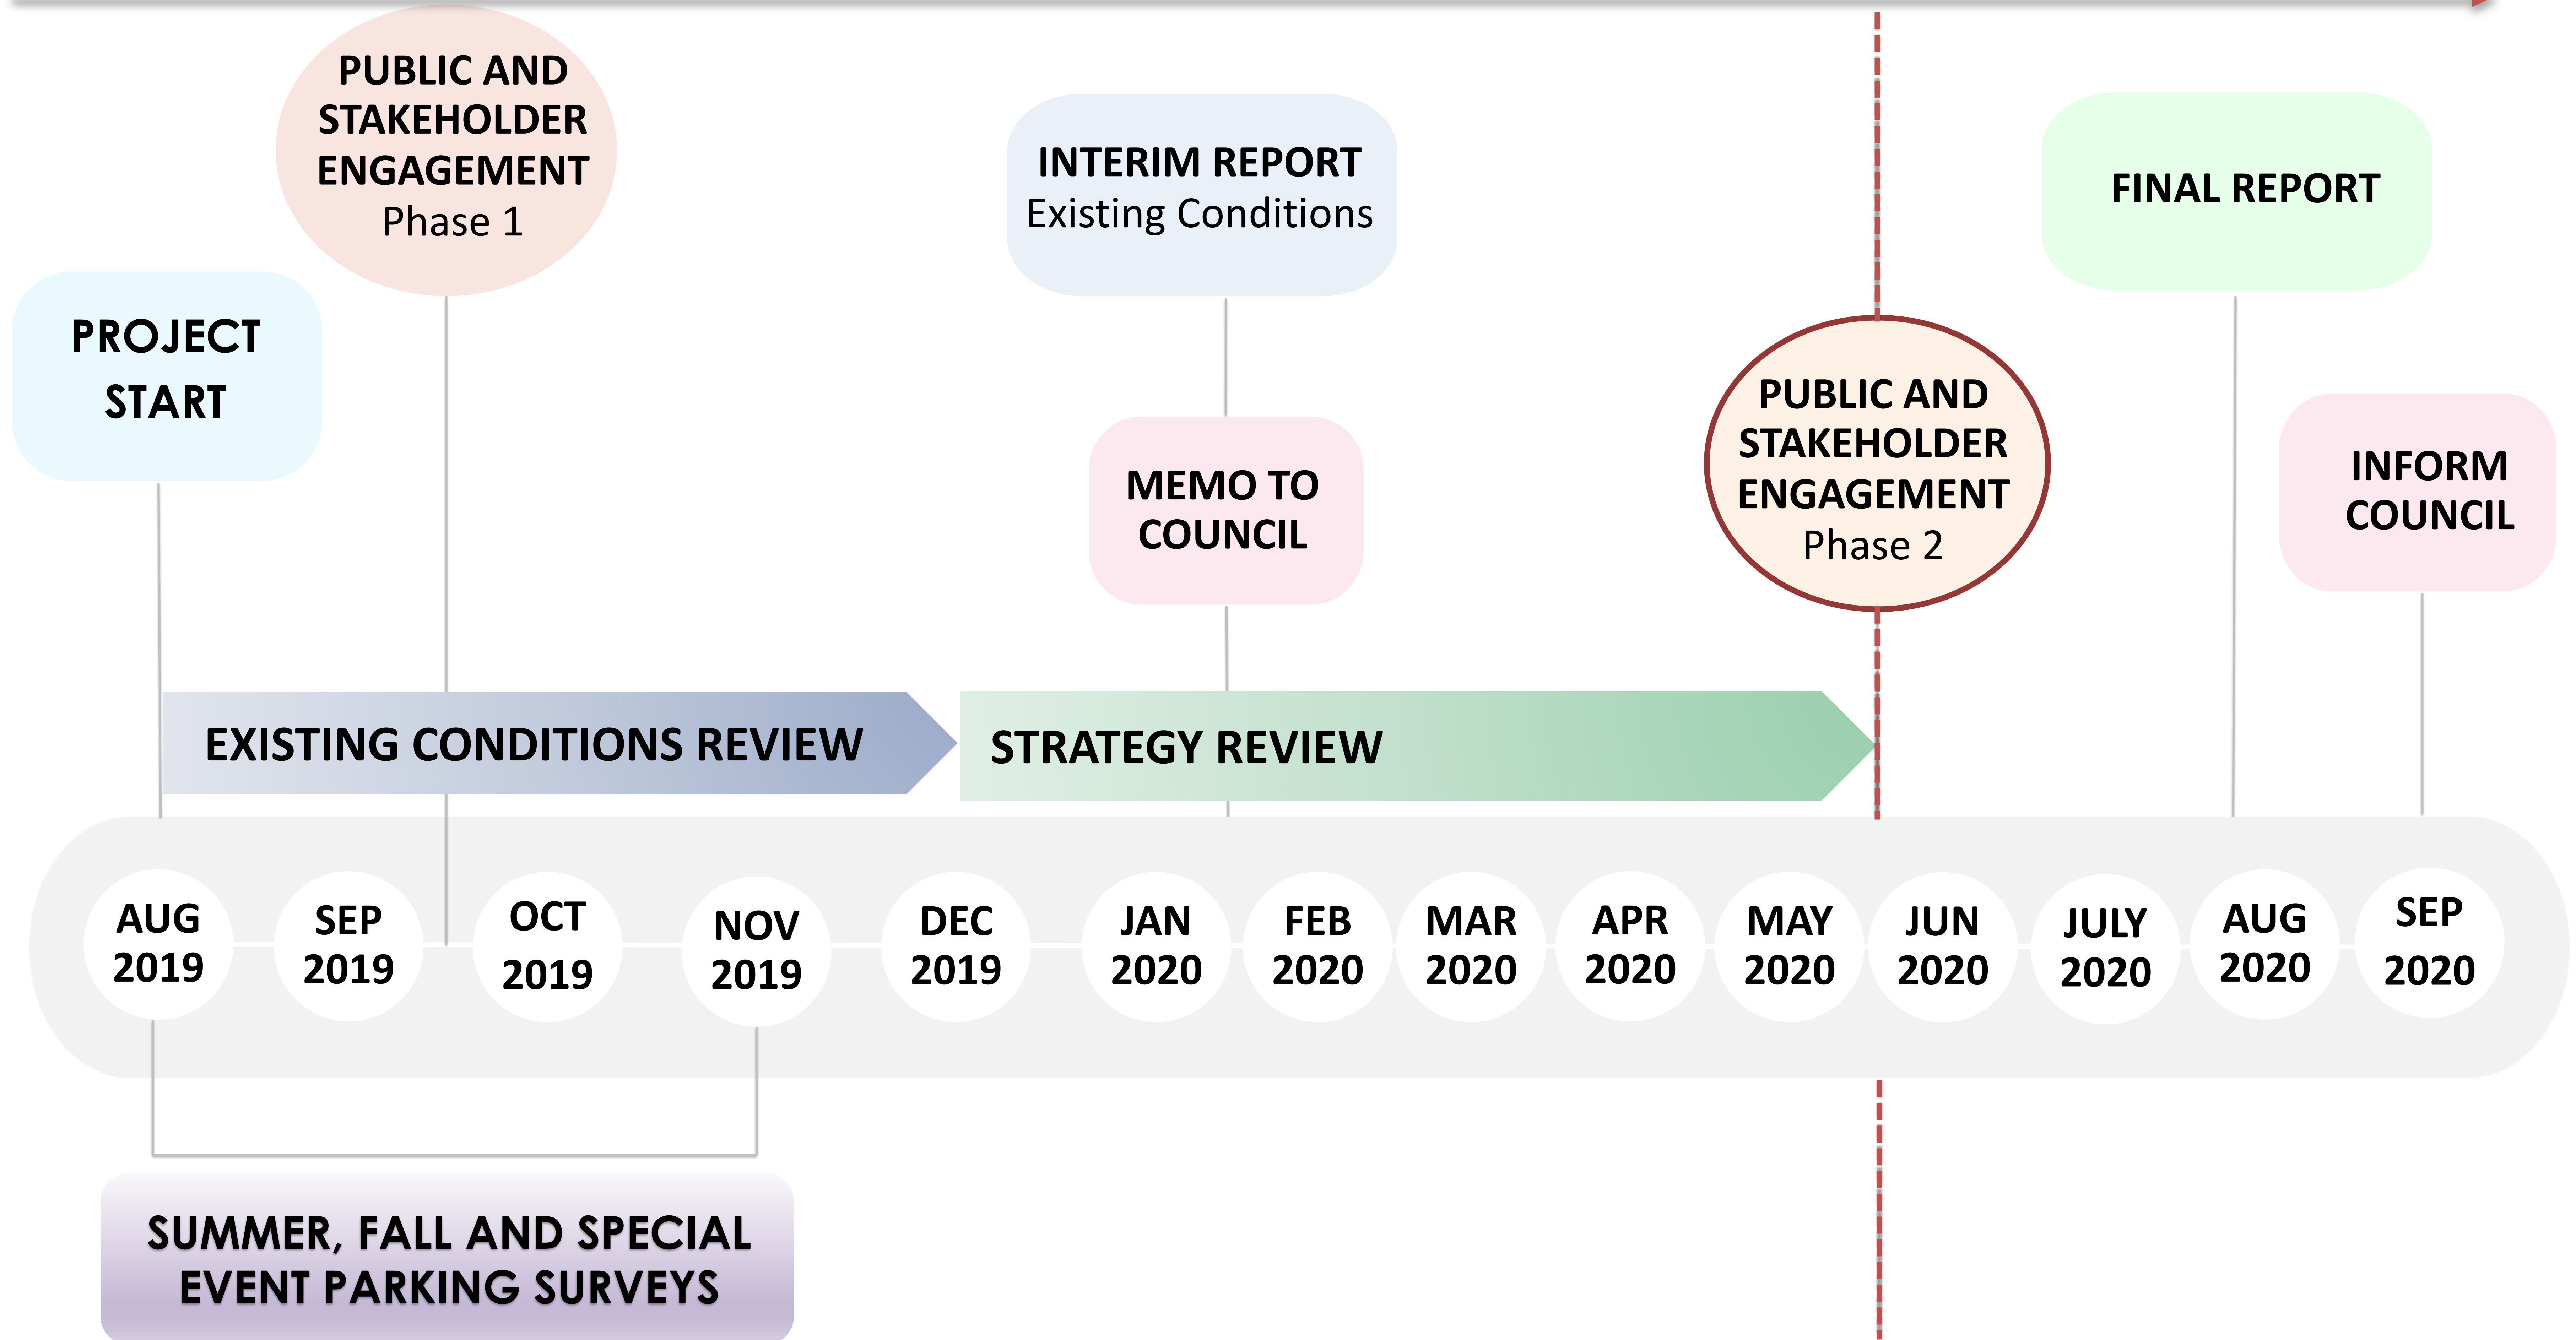 PUBLIC AND
STAKEHOLDER
ENGAGEMENT
Phase 1
PROJECT
START
INTERIM REPORT
Existing Conditions
MEMO TO
COUNCIL
PUBLIC AND
STAKEHOLDER
ENGAGEMENT
Phase 2
FINAL REPORT
INFORM
COUNCIL
EXISTING CONDITIONS REVIEW
STRATEGY REVIEW
AUG
2019
SEP
2019
OCT
2019
NOV
2019
DEC
2019
JAN
2020
FEB
2020
MAR
2020
APR
2020
MAY
2020
JUN
2020
JULY
2020
AUG
2020
SEP
2020
SUMMER, FALL AND SPECIAL
EVENT PARKING SURVEYS